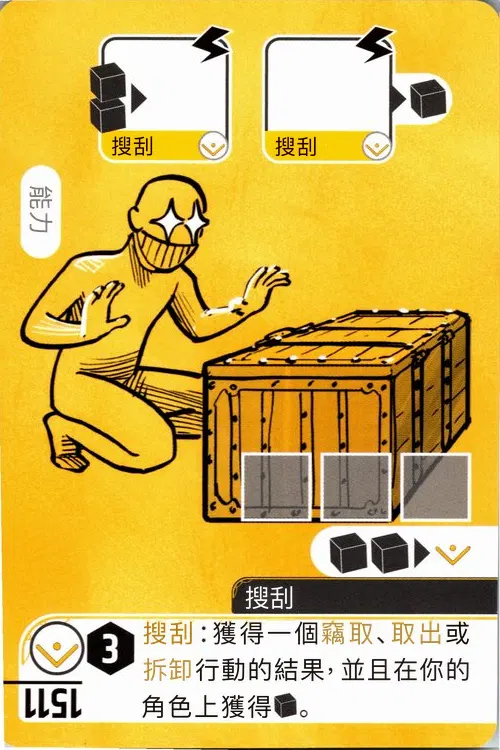 搜刮
搜刮
能力
搜刮
3
搜刮：獲得一個竊取、取出或
拆卸行動的結果，並且在你的
角色上獲得。
1511